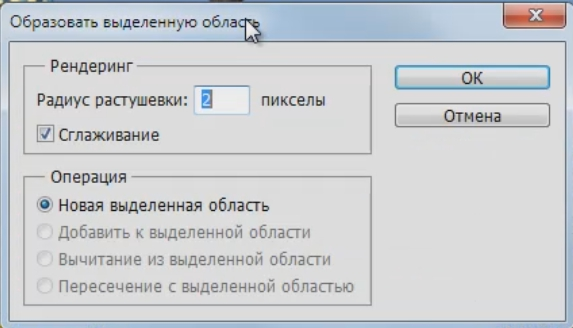 Образовать выделенную область
Рендеринг
Радиус растушевки: 2 пикселы
Сглаживание
OK
Отмена
Операция
Новая выделенная область
Добавить к выделенной области
Вычитание из выделенной области
Пересечение с выделенной областью